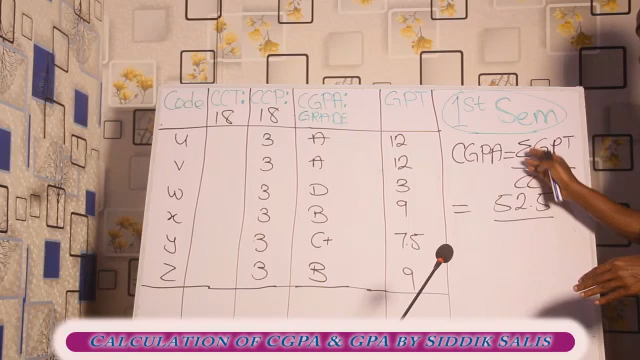 Code CCT: CCP: CGPA: GPT
18 18 GRADE
U 3 A 12
V 3 A 12
W 3 D 3
X 3 B 9
Y 3 C+ 7.5
Z 3 B 9
1st Sem
CGPA=
= 52.5
CALCULATION OF CGPA & GPA BY SIDDIK SALIS